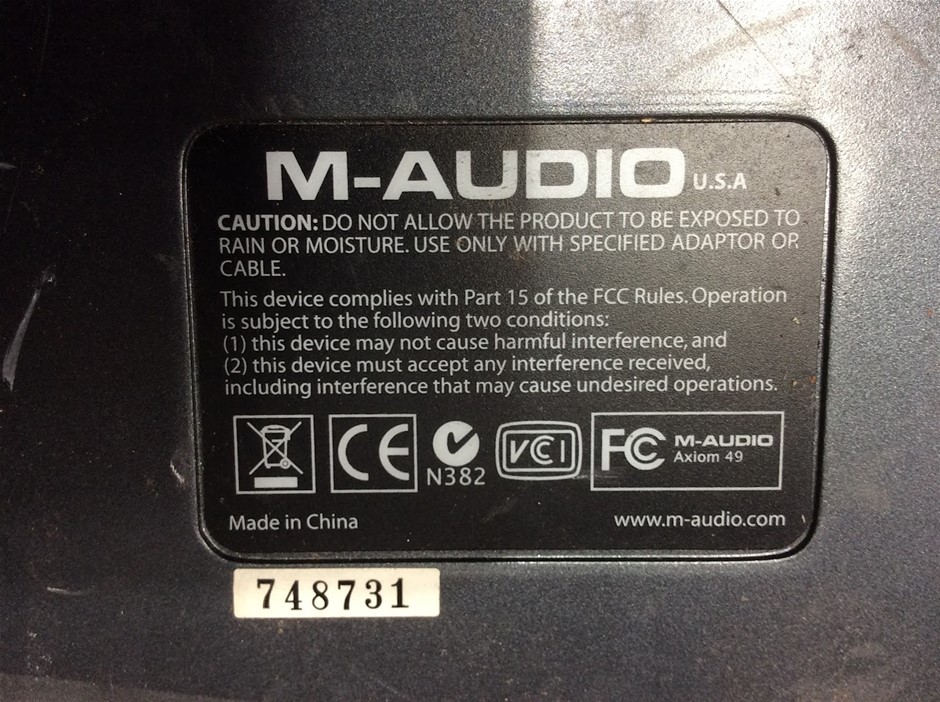 M-AUDIO U.S.A
CAUTION: DO NOT ALLOW THE PRODUCT TO BE EXPOSED TO
RAIN OR MOISTURE. USE ONLY WITH SPECIFIED ADAPTOR OR
CABLE.
This device complies with Part 15 of the FCC Rules. Operation
is subject to the following two conditions:
(1) this device may not cause harmful interference, and
(2) this device must accept any interference received,
including interference that may cause undesired operations.
CE N382 VCI FC M-AUDIO
Axiom 49
Made in China www.m-audio.com
748731